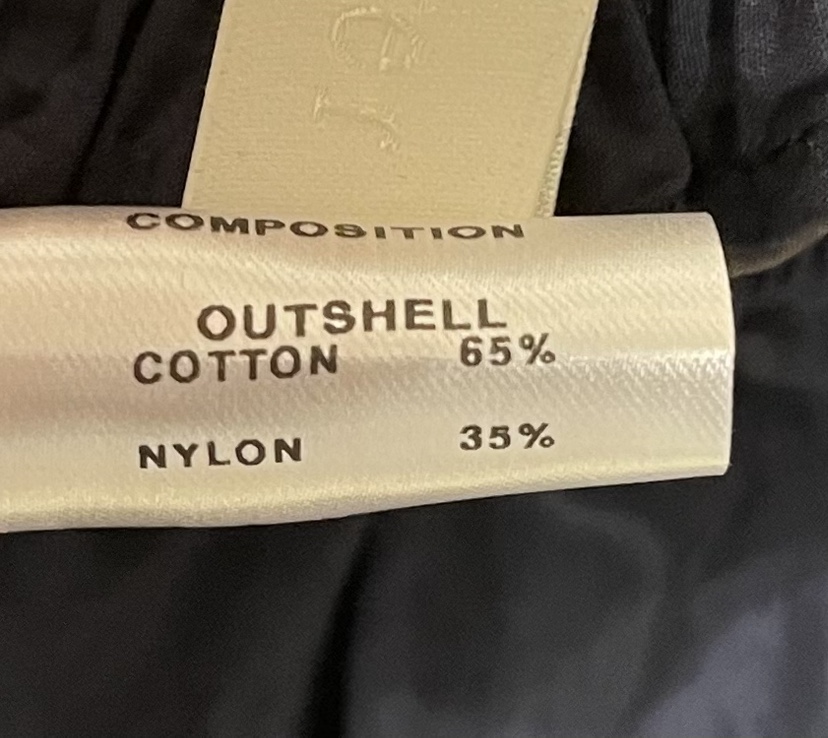 COMPOSITION
OUTSHELL
COTTON 65%
NYLON 35%